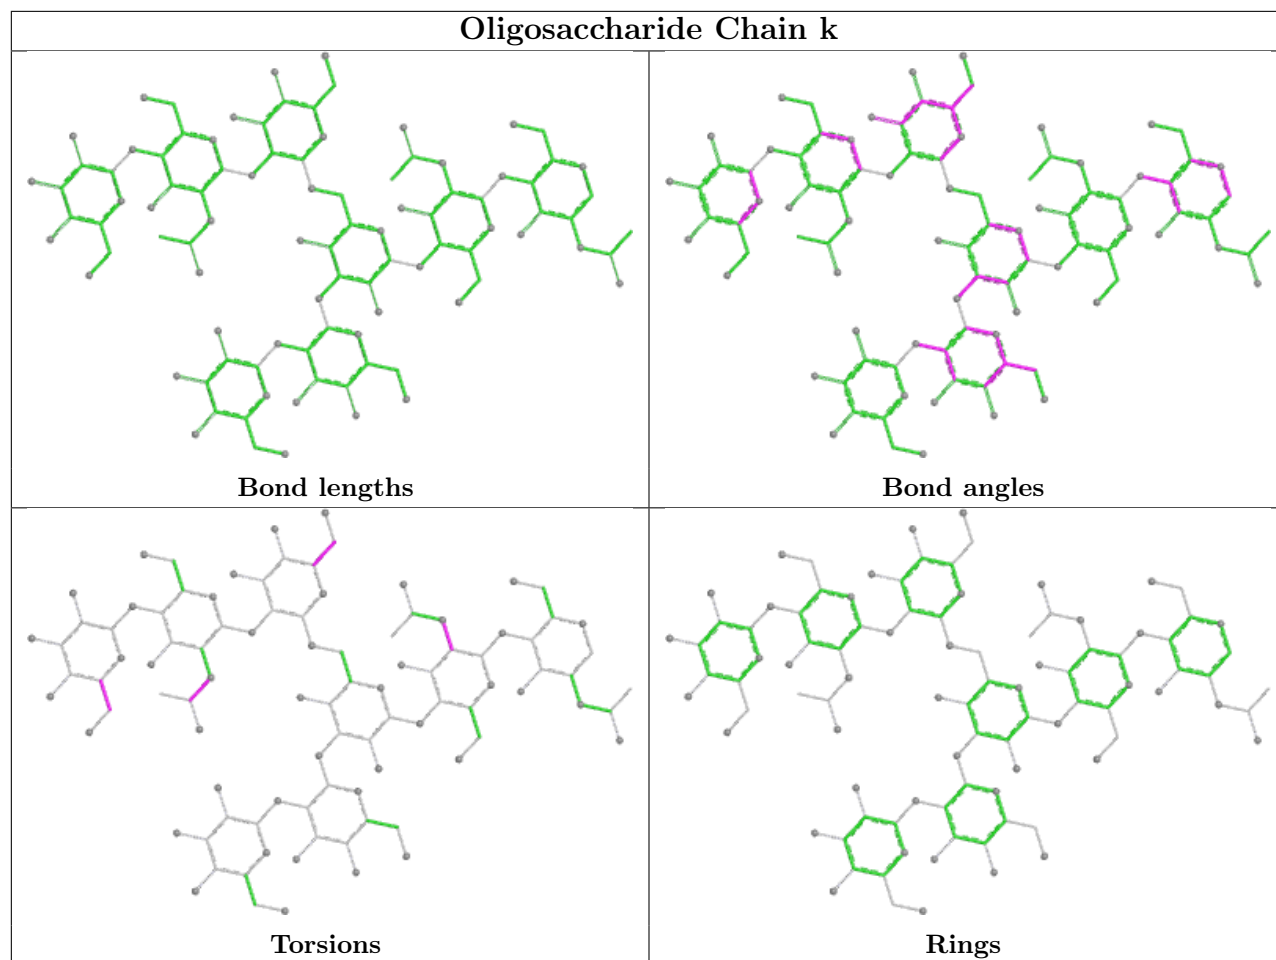 Oligosaccharide Chain k
Bond lengths
Bond angles
Torsions
Rings